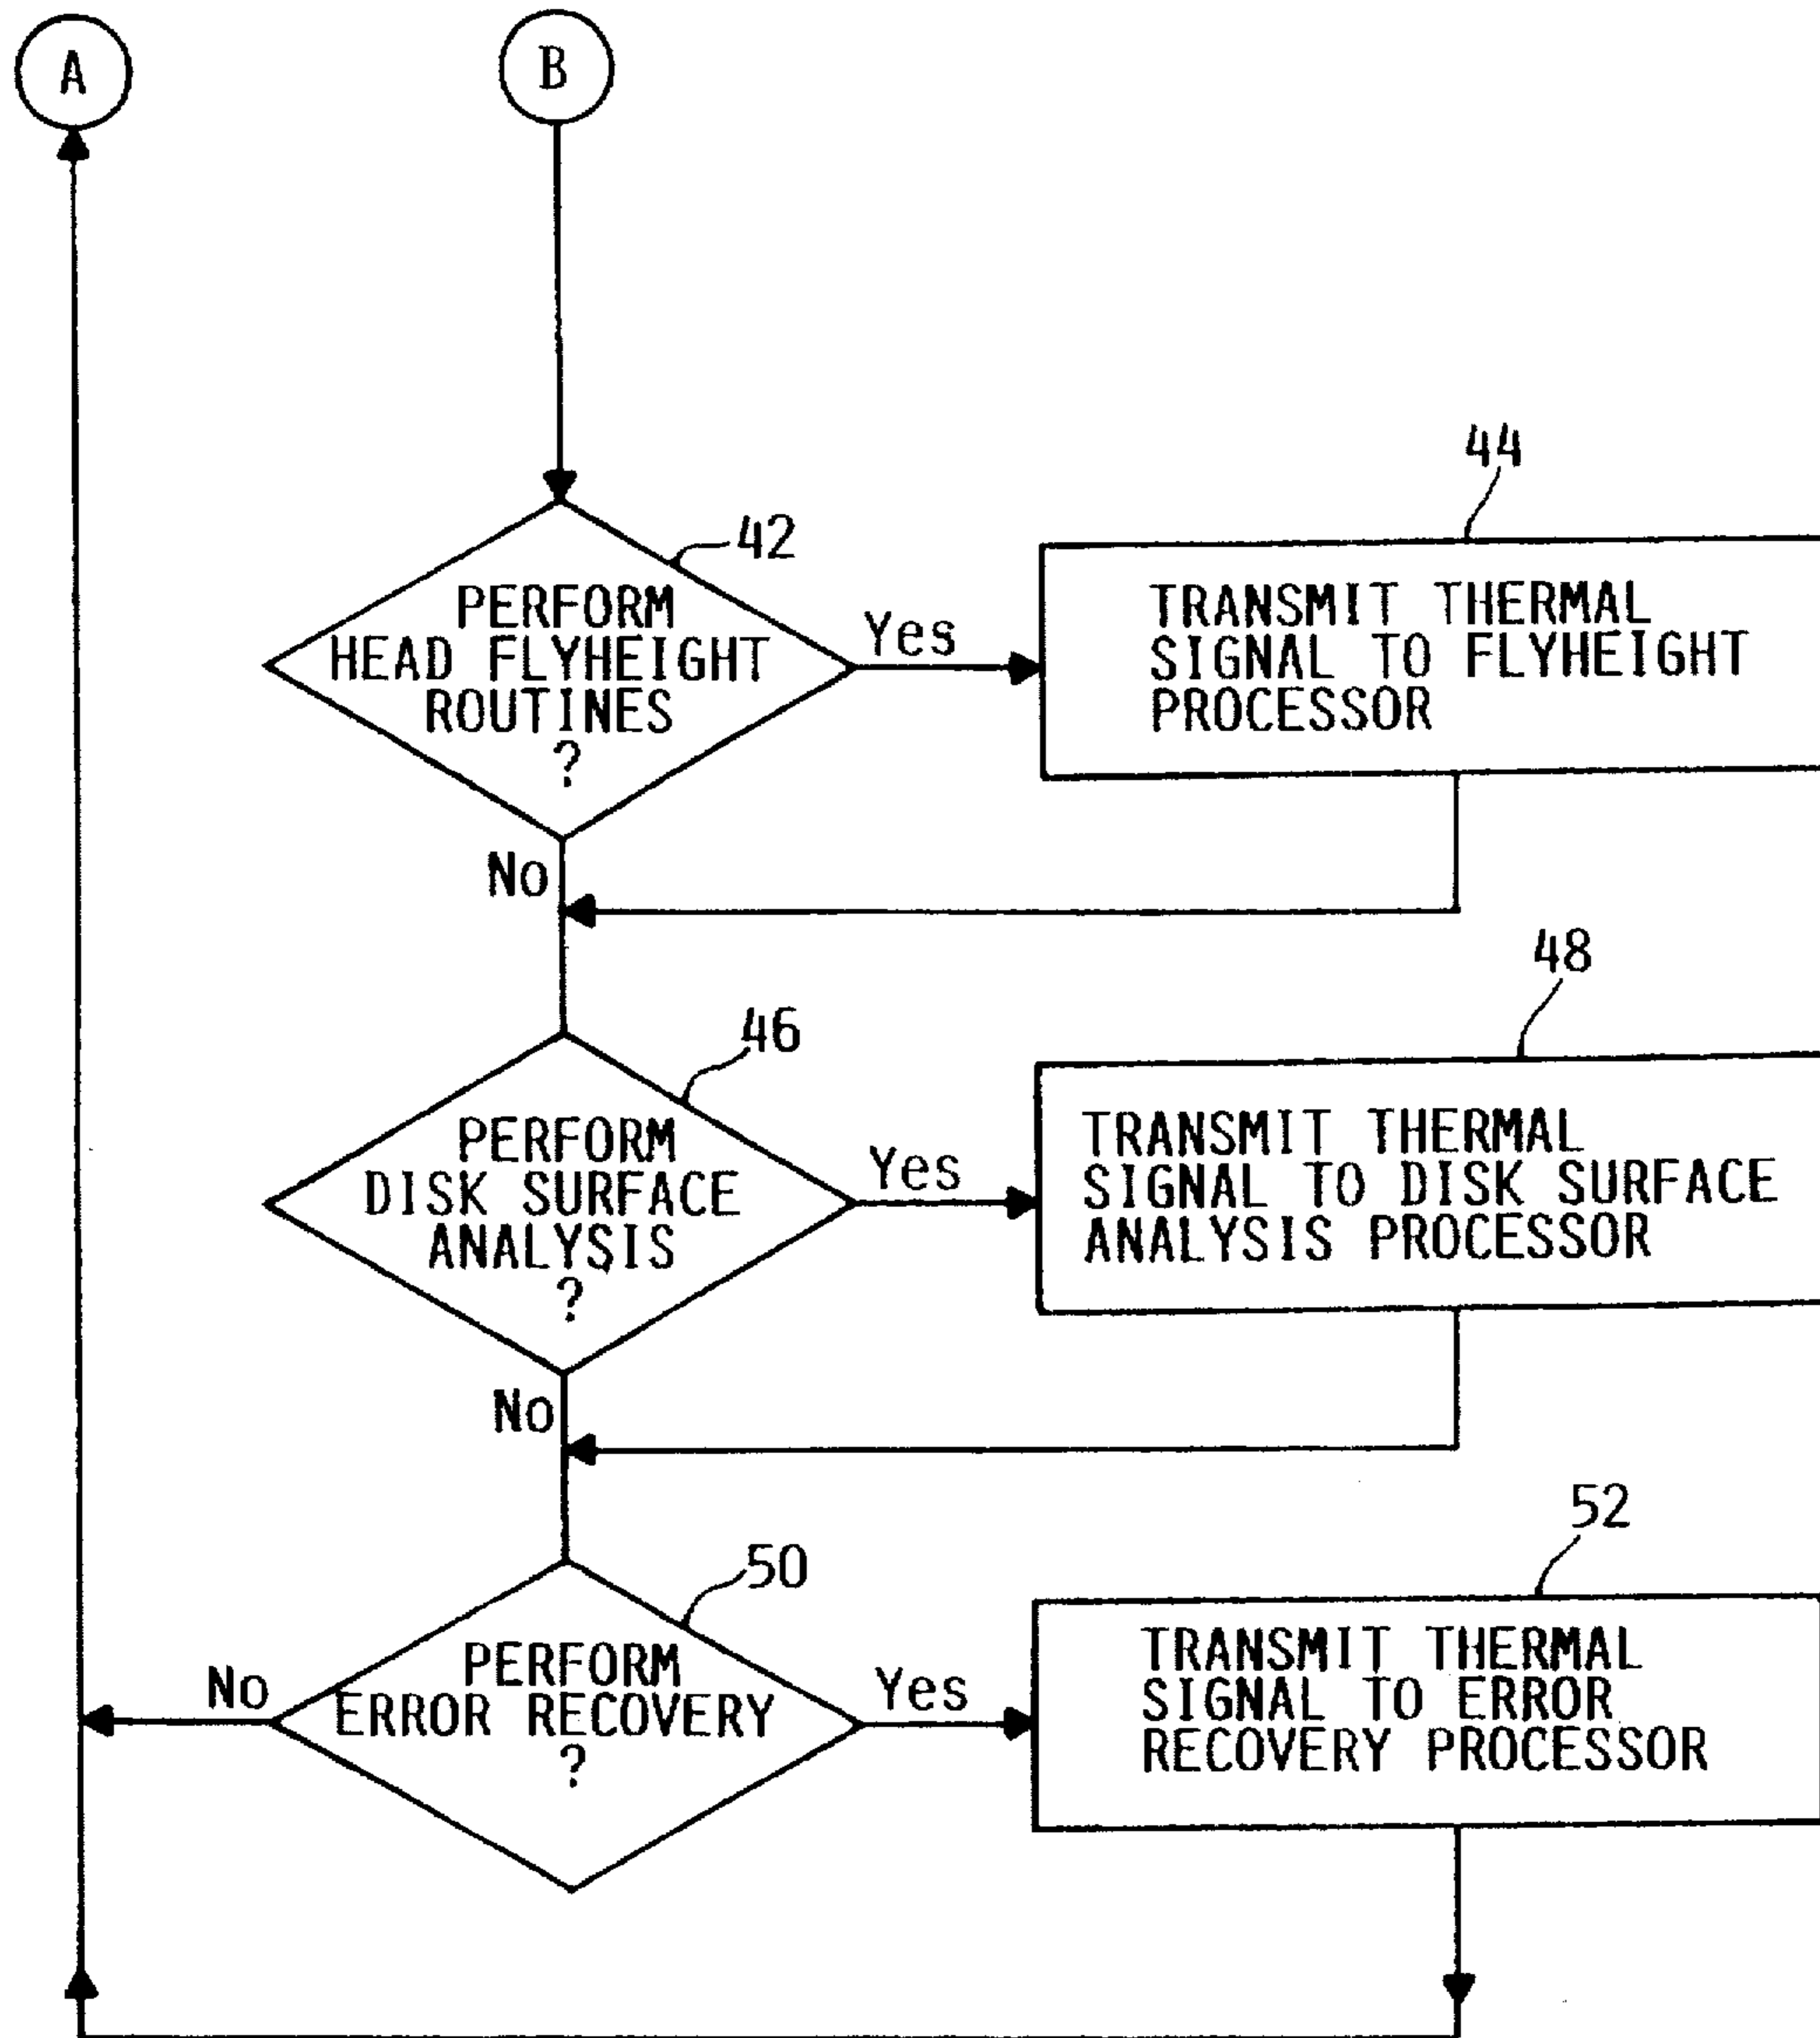 A
B
44
42
PERFORM
HEAD FLYHEIGHT
ROUTINES
?
Yes
TRANSMIT THERMAL
SIGNAL TO FLYHEIGHT
PROCESSOR
No
48
46
PERFORM
DISK SURFACE
ANALYSIS
?
Yes
TRANSMIT THERMAL
SIGNAL TO DISK SURFACE
ANALYSIS PROCESSOR
No
52
50
No
PERFORM
ERROR RECOVERY
?
Yes
TRANSMIT THERMAL
SIGNAL TO ERROR
RECOVERY PROCESSOR